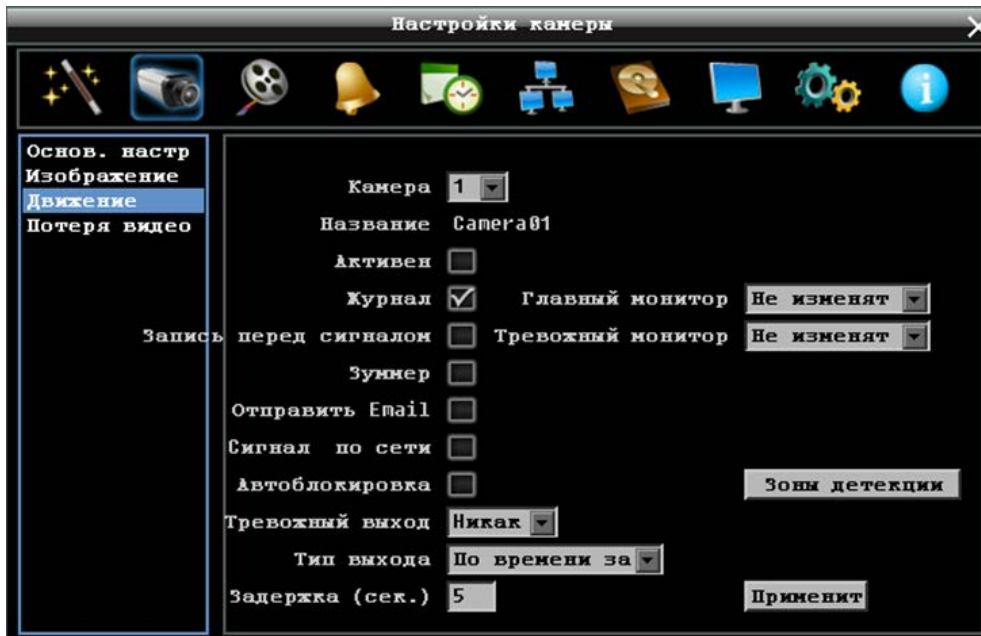 Настройки камеры
Основ. настр
Изображение
Движение
Потеря видео
Камера 1
Название Camera01
Активен
Журнал Главный монитор Не изменят
Запись перед сигналом Тревожный монитор Не изменят
Зуммер
Отправить Email
Сигнал по сети
Автоблокировка Зоны детекции
Тревожный выход Никак
Тип выхода По времени за
Задержка (сек.) 5 Применит